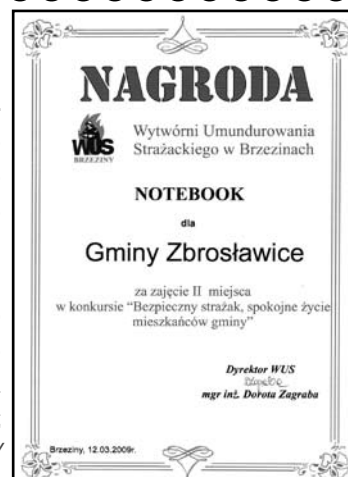 NAGRODA
WUS
BRZEZINY
Wytwórni Umundurowania
Strażackiego w Brzezinach
NOTEBOOK
dla
Gminy Zbrosławice
za zajęcie II miejsca
w konkursie "Bezpieczny strażak, spokojne życie
mieszkańców gminy"
Dyrektor WUS
mgr inż. Dorota Zagraba
Brzeziny, 12.03.2009r.